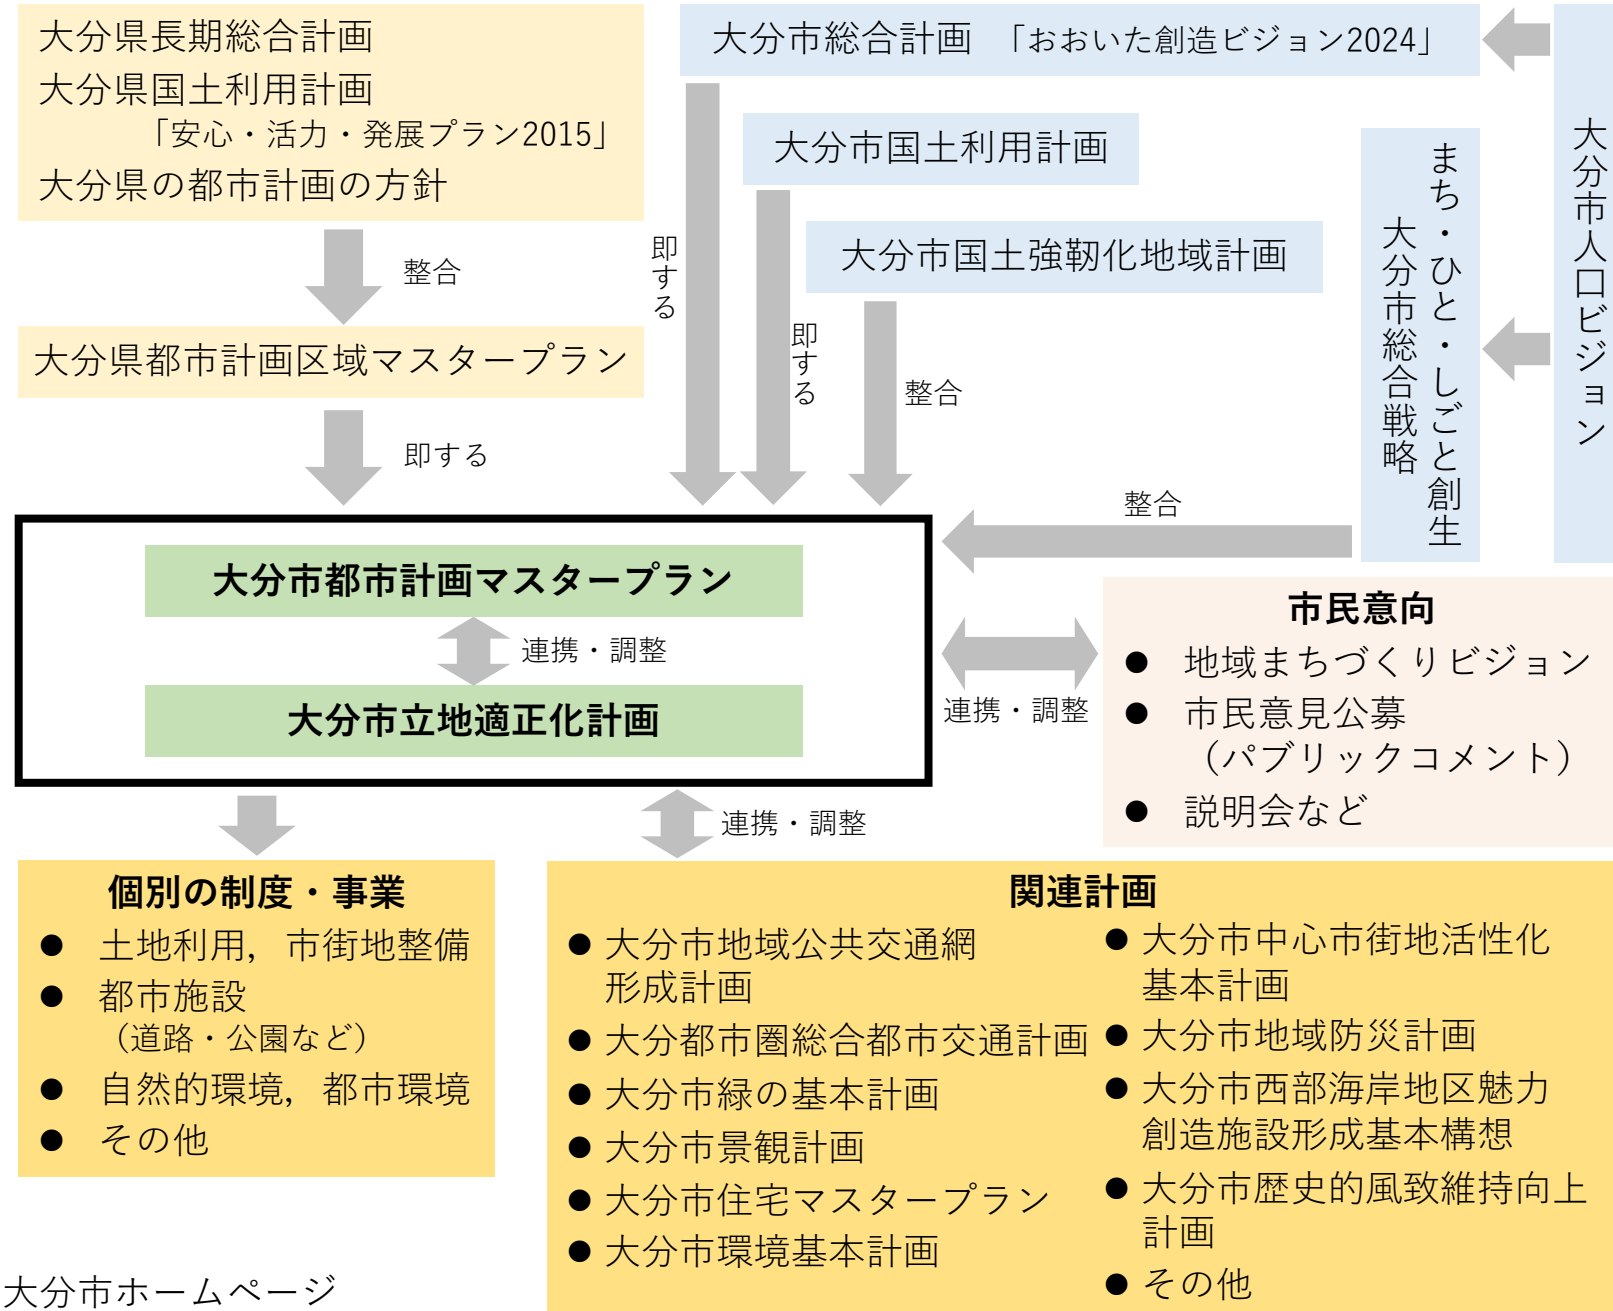 大分県長期総合計画
大分県国土利用計画
「安心・活力・発展プラン2015」
大分県の都市計画の方針
整合
大分県都市計画区域マスタープラン
即する
大分市総合計画 「おおいた創造ビジョン2024」
即する
大分市国土利用計画
即する
大分市国土強靭化地域計画
整合
まち・ひと・しごと創生
大分市総合戦略
大分市人口ビジョン
整合
大分市都市計画マスタープラン
連携・調整
大分市立地適正化計画
連携・調整
市民意向
● 地域まちづくりビジョン
● 市民意見公募
（パブリックコメント）
● 説明会など
連携・調整
個別の制度・事業
● 土地利用，市街地整備
● 都市施設
（道路・公園など）
● 自然的環境，都市環境
● その他
関連計画
● 大分市地域公共交通網
形成計画
● 大分都市圏総合都市交通計画
● 大分市緑の基本計画
● 大分市景観計画
● 大分市住宅マスタープラン
● 大分市環境基本計画
● 大分市中心市街地活性化
基本計画
● 大分市地域防災計画
● 大分市西部海岸地区魅力
創造施設形成基本構想
● 大分市歴史的風致維持向上
計画
● その他
大分市ホームページ